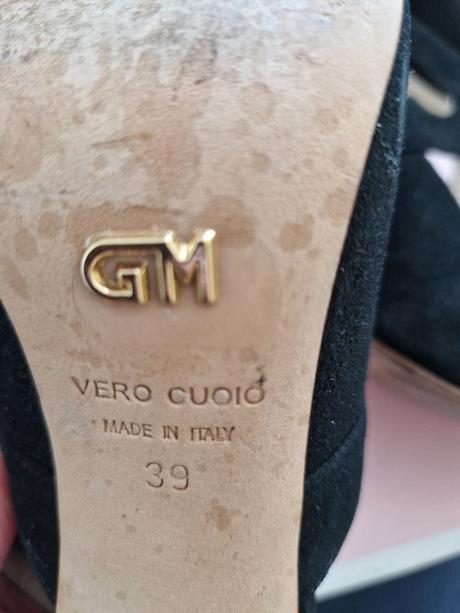 GM
VERO CUOIO
MADE IN ITALY
39